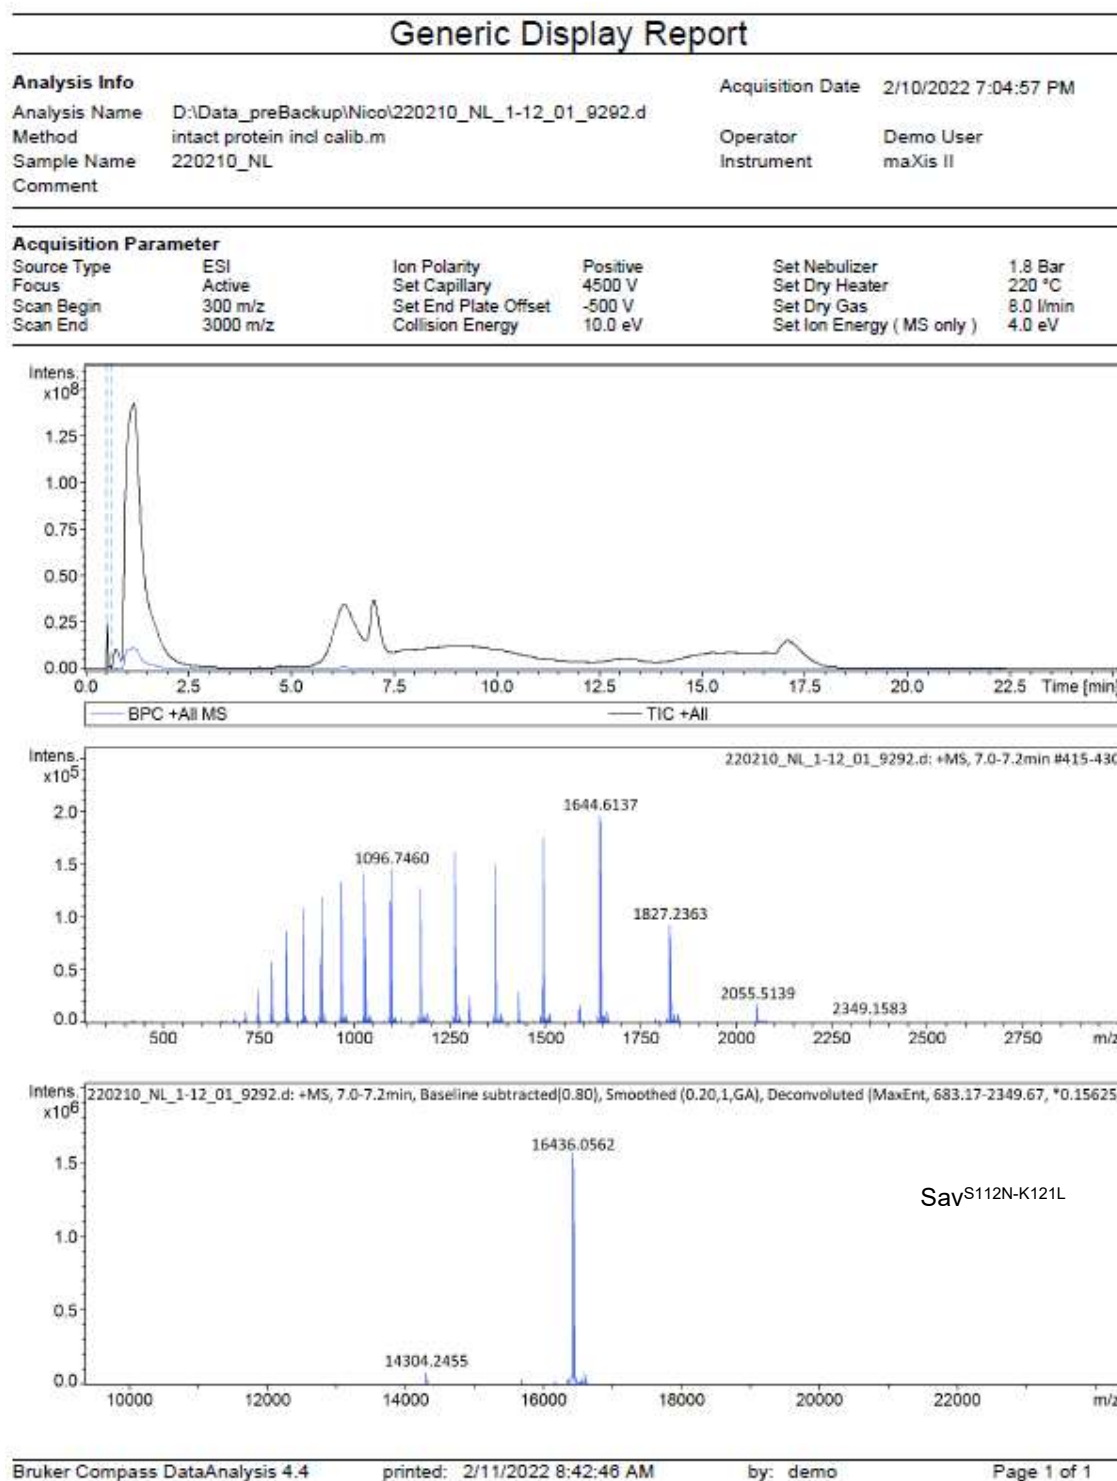 Generic Display Report
Analysis Info
Acquisition Date 2/10/2022 7:04:57 PM
Analysis Name D:\Data_preBackup\Nico\220210_NL_1-12_01_9292.d
Method intact protein incl calib.m Operator Demo User
Sample Name 220210_NL Instrument maXis II
Comment
Acquisition Parameter
Source Type ESI Ion Polarity Positive Set Nebulizer 1.8 Bar
Focus Active Set Capillary 4500 V Set Dry Heater 220 °C
Scan Begin 300 m/z Set End Plate Offset -500 V Set Dry Gas 8.0 l/min
Scan End 3000 m/z Collision Energy 10.0 eV Set Ion Energy ( MS only ) 4.0 eV
Intens.
x10⁸
1.25
1.00
0.75
0.50
0.25
0.00
0.0 2.5 5.0 7.5 10.0 12.5 15.0 17.5 20.0 22.5 Time [min]
BPC +All MS TIC +All
Intens.
x10⁵
220210_NL_1-12_01_9292.d: +MS, 7.0-7.2min #415-430
2.0
1644.6137
1.5
1096.7460
1.0
1827.2363
0.5
2055.5139
2349.1583
0.0
500 750 1000 1250 1500 1750 2000 2250 2500 2750 m/z
Intens.
x10⁶
220210_NL_1-12_01_9292.d: +MS, 7.0-7.2min, Baseline subtracted(0.80), Smoothed (0.20,1,GA), Deconvoluted (MaxEnt, 683.17-2349.67, *0.15625
16436.0562
1.5
Sav^S112N-K121L
1.0
0.5
14304.2455
0.0
10000 12000 14000 16000 18000 20000 22000 m/z
Bruker Compass DataAnalysis 4.4 printed: 2/11/2022 8:42:46 AM by: demo Page 1 of 1